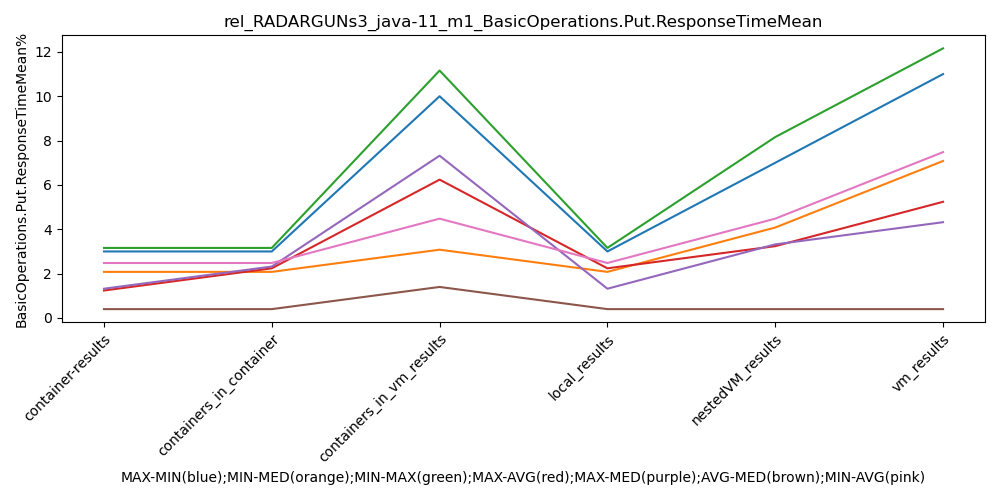 rel_RADARGUNs3_java-11_m1_BasicOperations.Put.ResponseTimeMean
BasicOperations.Put.ResponseTimeMean%
12
10
8
6
4
2
0
container-results
containers_in_container
containers_in_vm_results
local_results
nestedVM_results
vm_results
MAX-MIN(blue);MIN-MED(orange);MIN-MAX(green);MAX-AVG(red);MAX-MED(purple);AVG-MED(brown);MIN-AVG(pink)